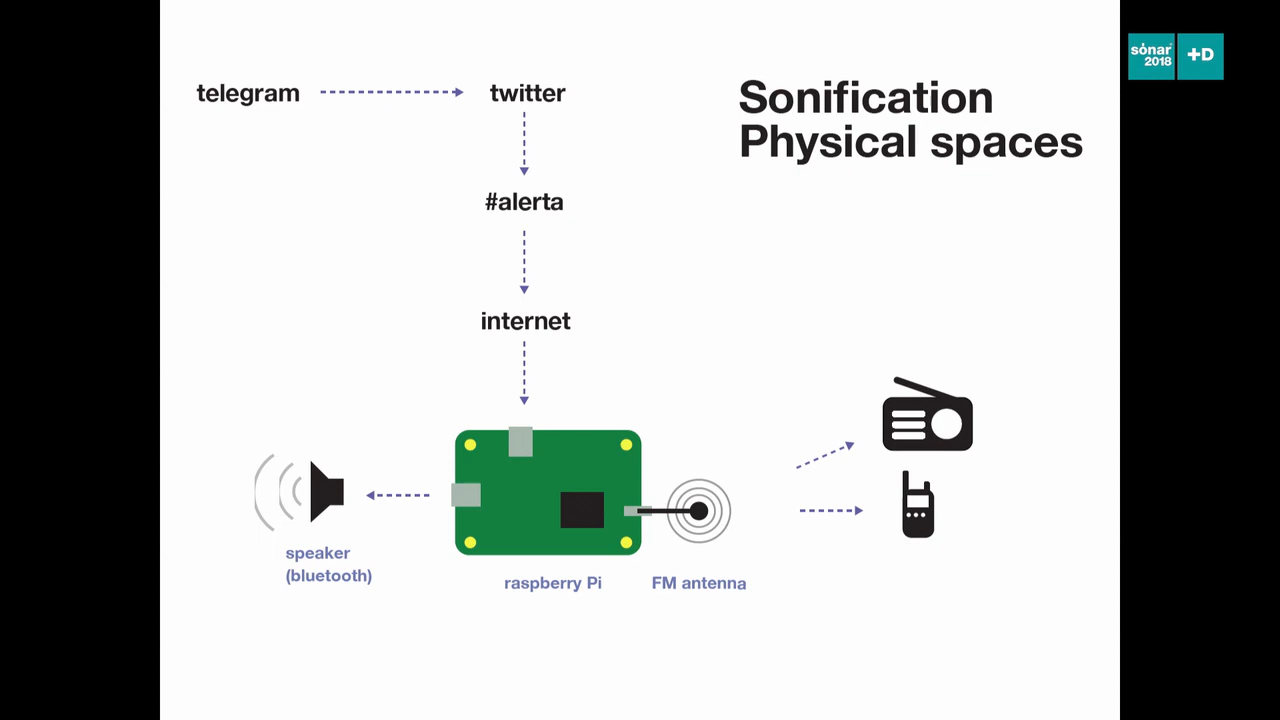 telegram
twitter
Sonification
Physical spaces
sónar
2018
+D
#alerta
internet
speaker
(bluetooth)
raspberry Pi
FM antenna